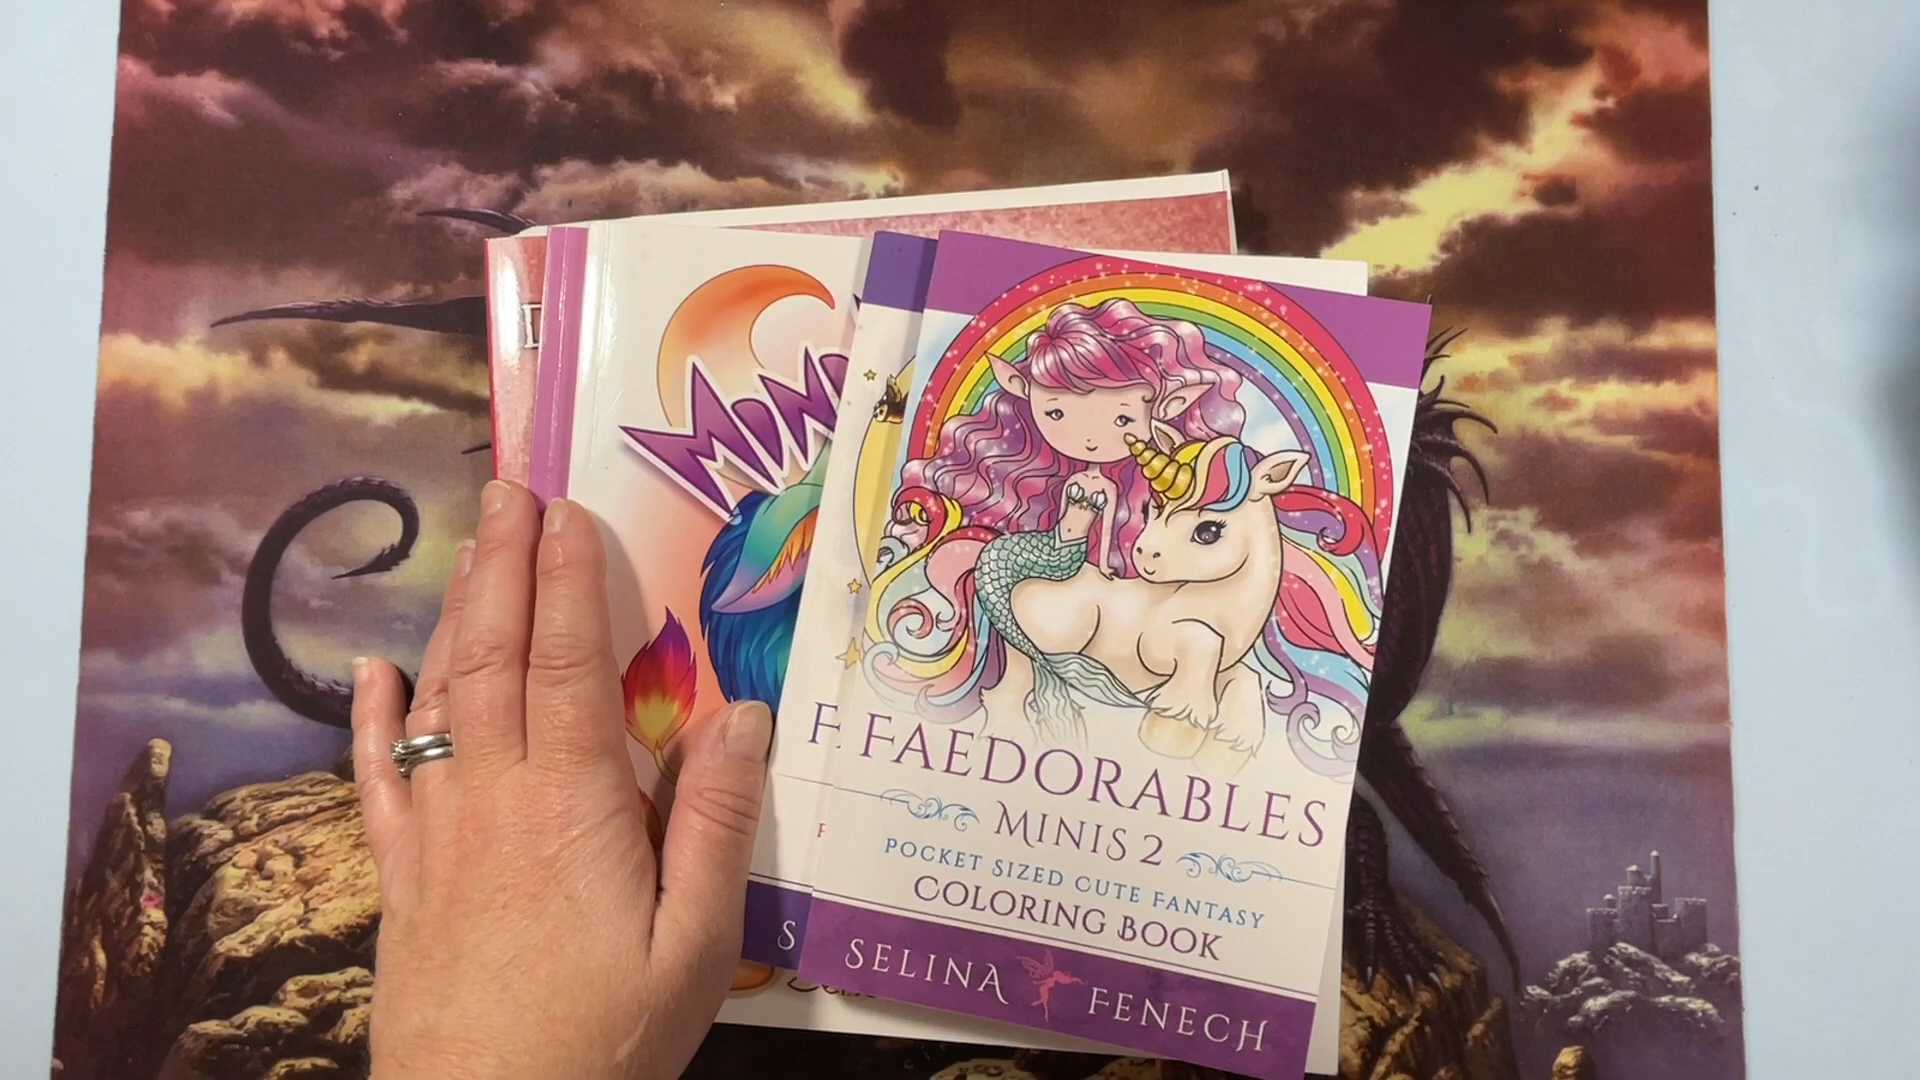 FAEDORABLES
MINIS 2
POCKET SIZED CUTE FANTASY
COLORING BOOK
SELINA FENECH